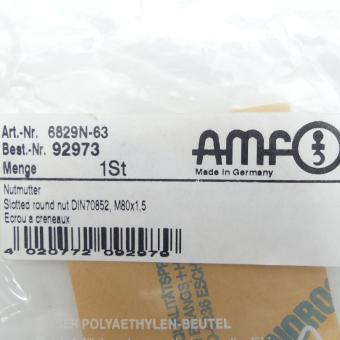 Art.-Nr. 6829N-63
Best.-Nr. 92973
Menge 1St
AMF
Made in Germany
Nutmutter
Slotted round nut DIN70852, M80x1,5
Ecrou a creneaux
4 020772 092979
POLYAETHYLEN-BEUTEL